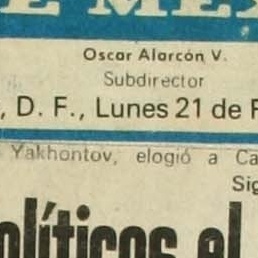 E ME
Oscar Alarcón V.
Subdirector
, D. F., Lunes 21 de F
Yakhontov, elogió a Ca
Sig
olíticos el